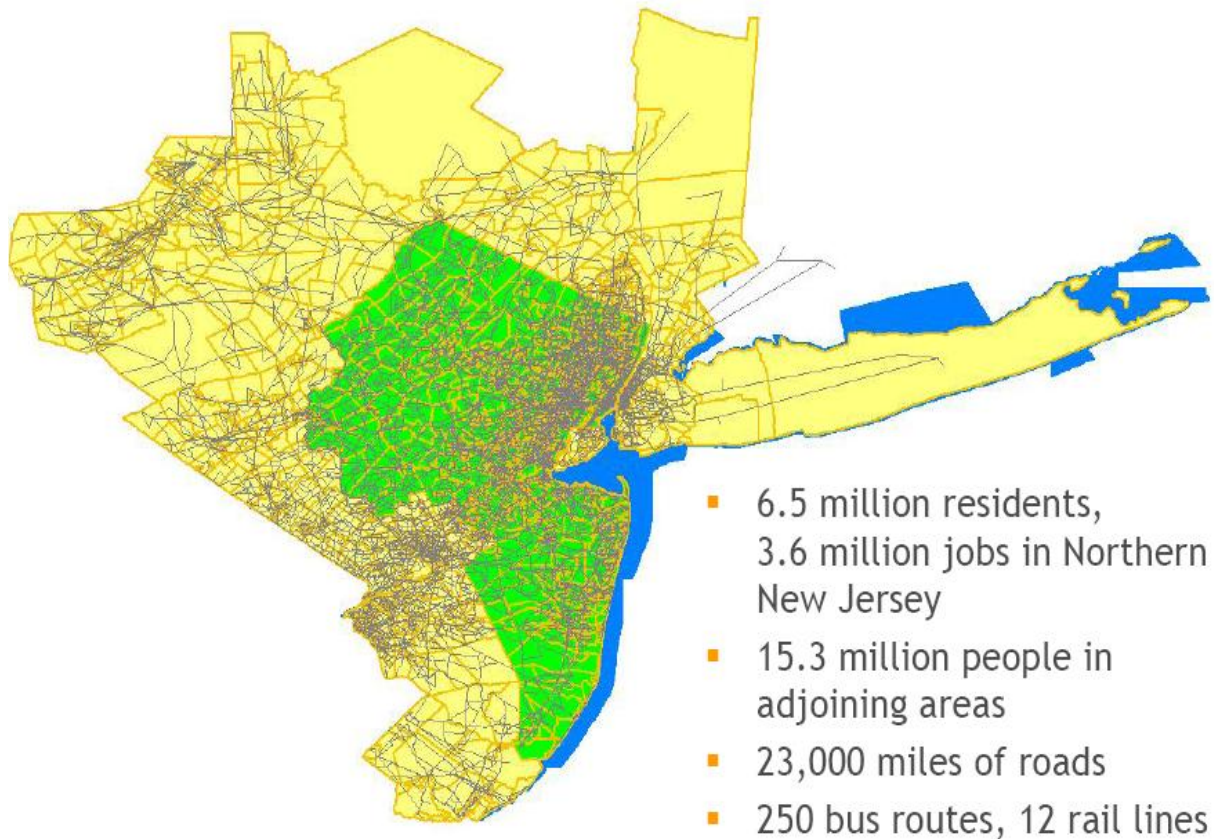 ▪ 6.5 million residents,
3.6 million jobs in Northern
New Jersey
▪ 15.3 million people in
adjoining areas
▪ 23,000 miles of roads
▪ 250 bus routes, 12 rail lines